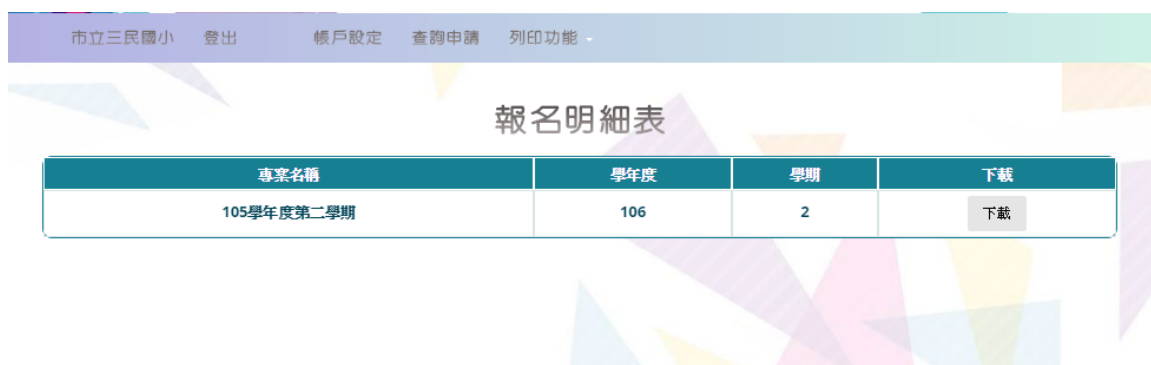 市立三民國小 登出 帳戶設定 查詢申請 列印功能
報名明細表
專案名稱 學年度 學期 下載
105學年度第二學期 106 2 下載